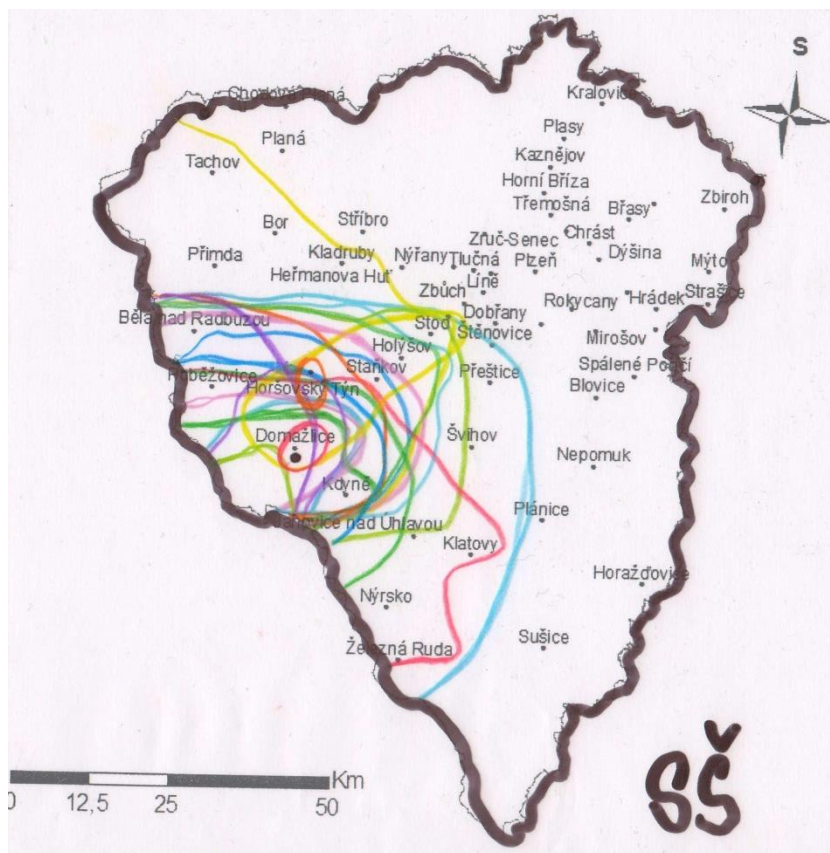 S
Kralovice
Chodová Planá
Plasy
Planá
Kaznějov
Tachov
Horní Bříza
Třemošná
Zbiroh
Břasy
Bor
Stříbro
Chrást
Zruč-Senec
Přimda
Kladruby
Nýřany
Tlučná
Plzeň
Dýšina
Mýto
Heřmanova Huť
Líně
Zbůch
Rokycany
Hrádek
Strašice
Dobřany
Bělá nad Radbuzou
Stod
Štěnovice
Mirošov
Holýšov
Spálené Poříčí
Staňkov
Přeštice
Poběžovice
Blovice
Horšovský Týn
Domažlice
Švihov
Nepomuk
Kdyně
Plánice
Janovice nad Úhlavou
Klatovy
Horažďovice
Nýrsko
Sušice
Železná Ruda
Km
0 12,5 25 50
SŠ